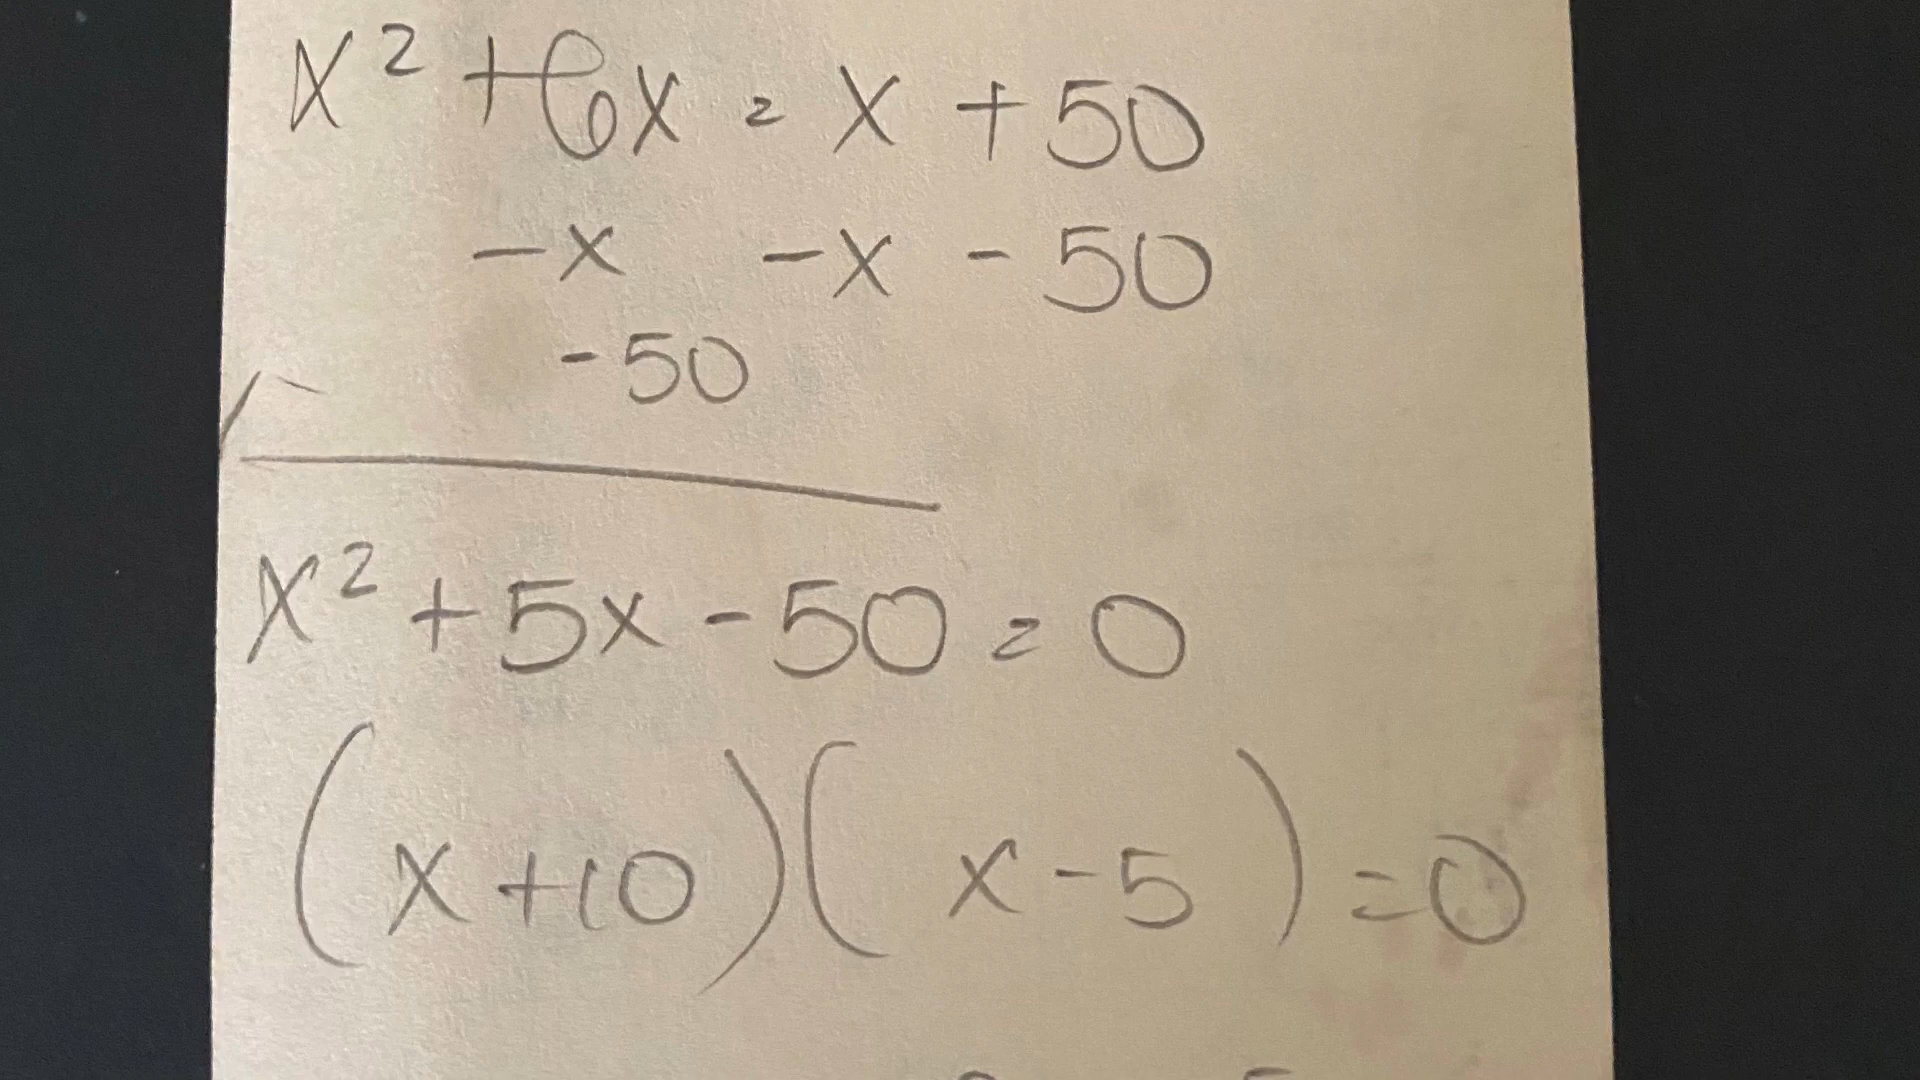 x² + 6x = x + 50
- x - x - 50
- 50
x² + 5x - 50 = 0
(x + 10)(x - 5) = 0